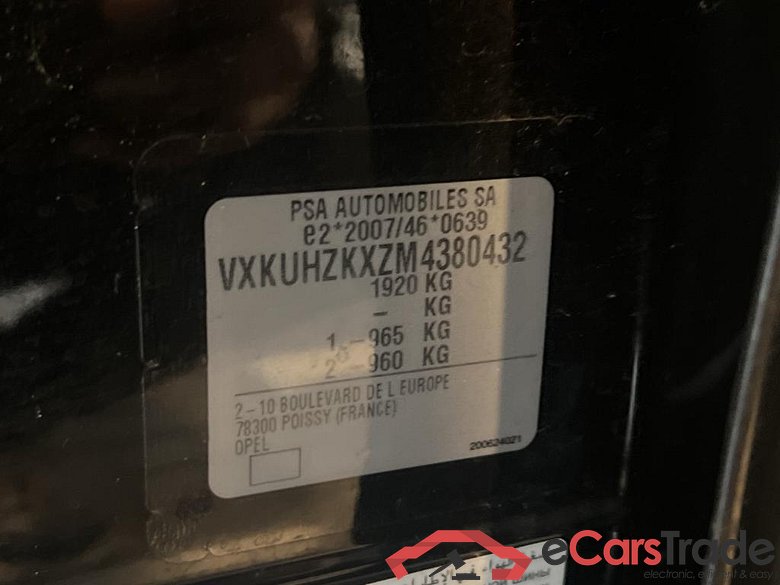 PSA AUTOMOBILES SA
e2*2007/46*0639
VXKUHZKXZM4380432
1920 KG
- KG
1 - 965 KG
2 - 960 KG
2 - 10 BOULEVARD DE L EUROPE
78300 POISSY (FRANCE)
OPEL
200624021
eCarsTrade
electronic, efficient & easy